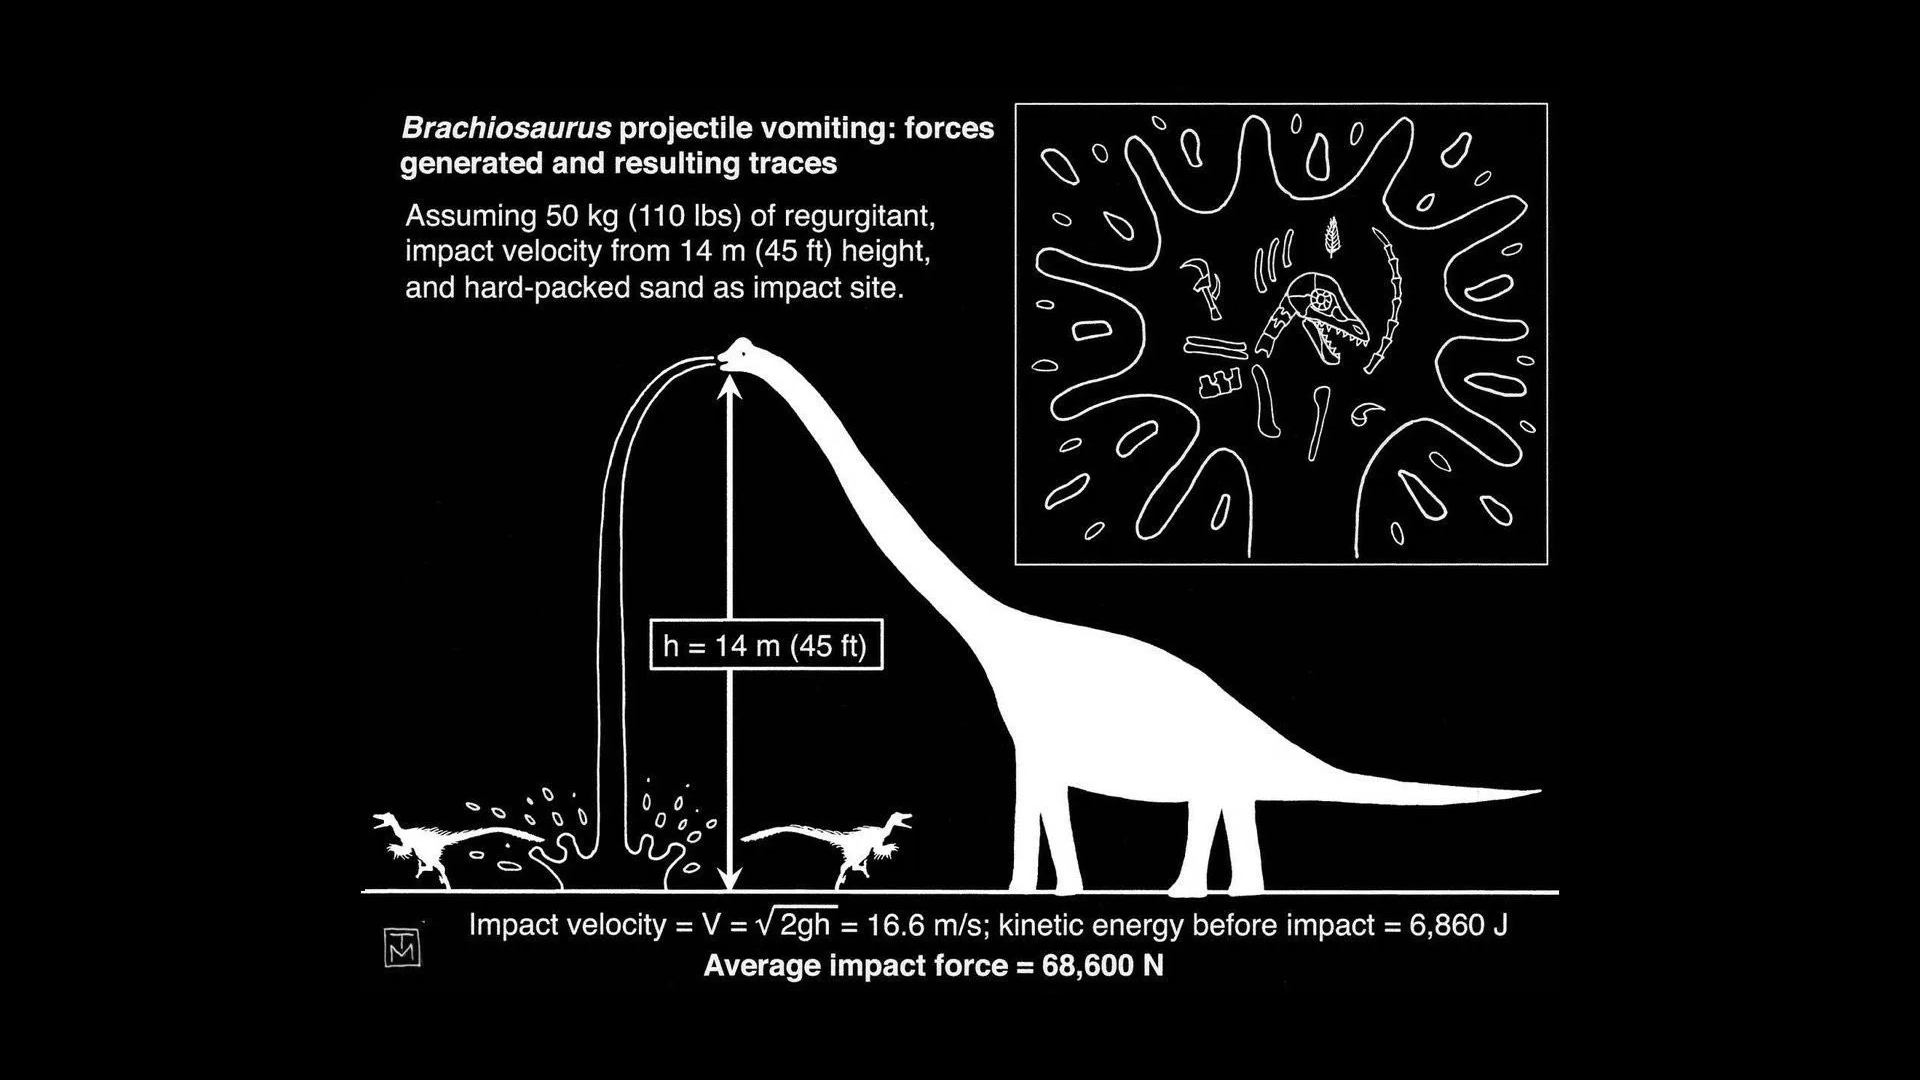 Brachiosaurus projectile vomiting: forces
generated and resulting traces
Assuming 50 kg (110 lbs) of regurgitant,
impact velocity from 14 m (45 ft) height,
and hard-packed sand as impact site.
h = 14 m (45 ft)
Impact velocity = V = √2gh = 16.6 m/s; kinetic energy before impact = 6,860 J
Average impact force = 68,600 N
TM